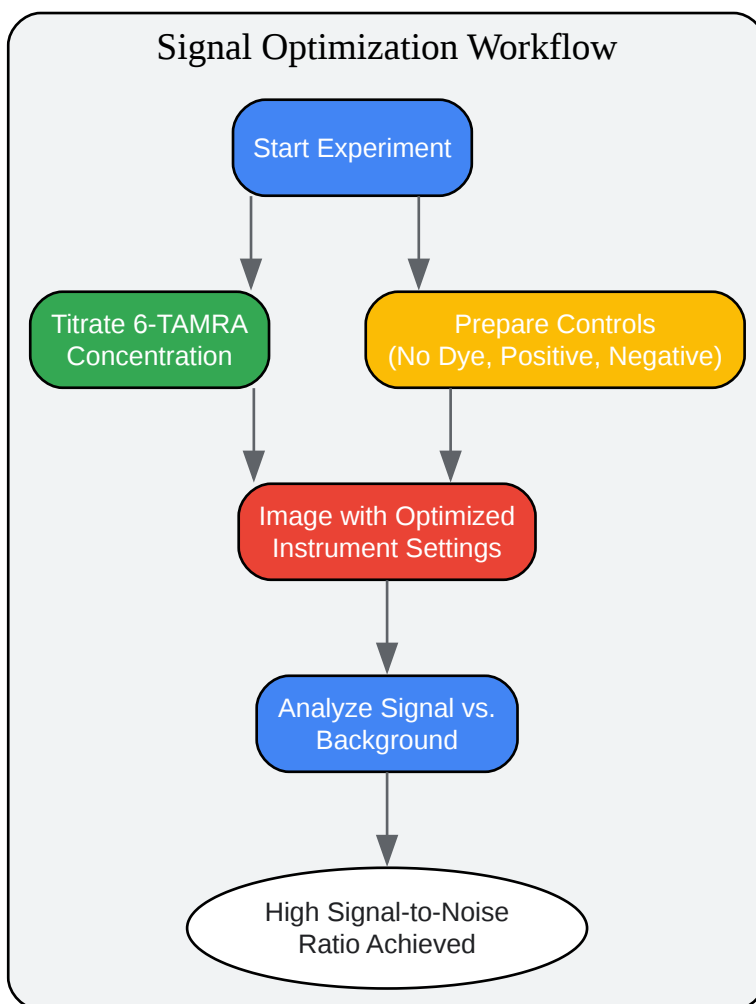 Signal Optimization Workflow
Start Experiment
Titrate 6-TAMRA
Concentration
Prepare Controls
(No Dye, Positive, Negative)
Image with Optimized
Instrument Settings
Analyze Signal vs.
Background
High Signal-to-Noise
Ratio Achieved